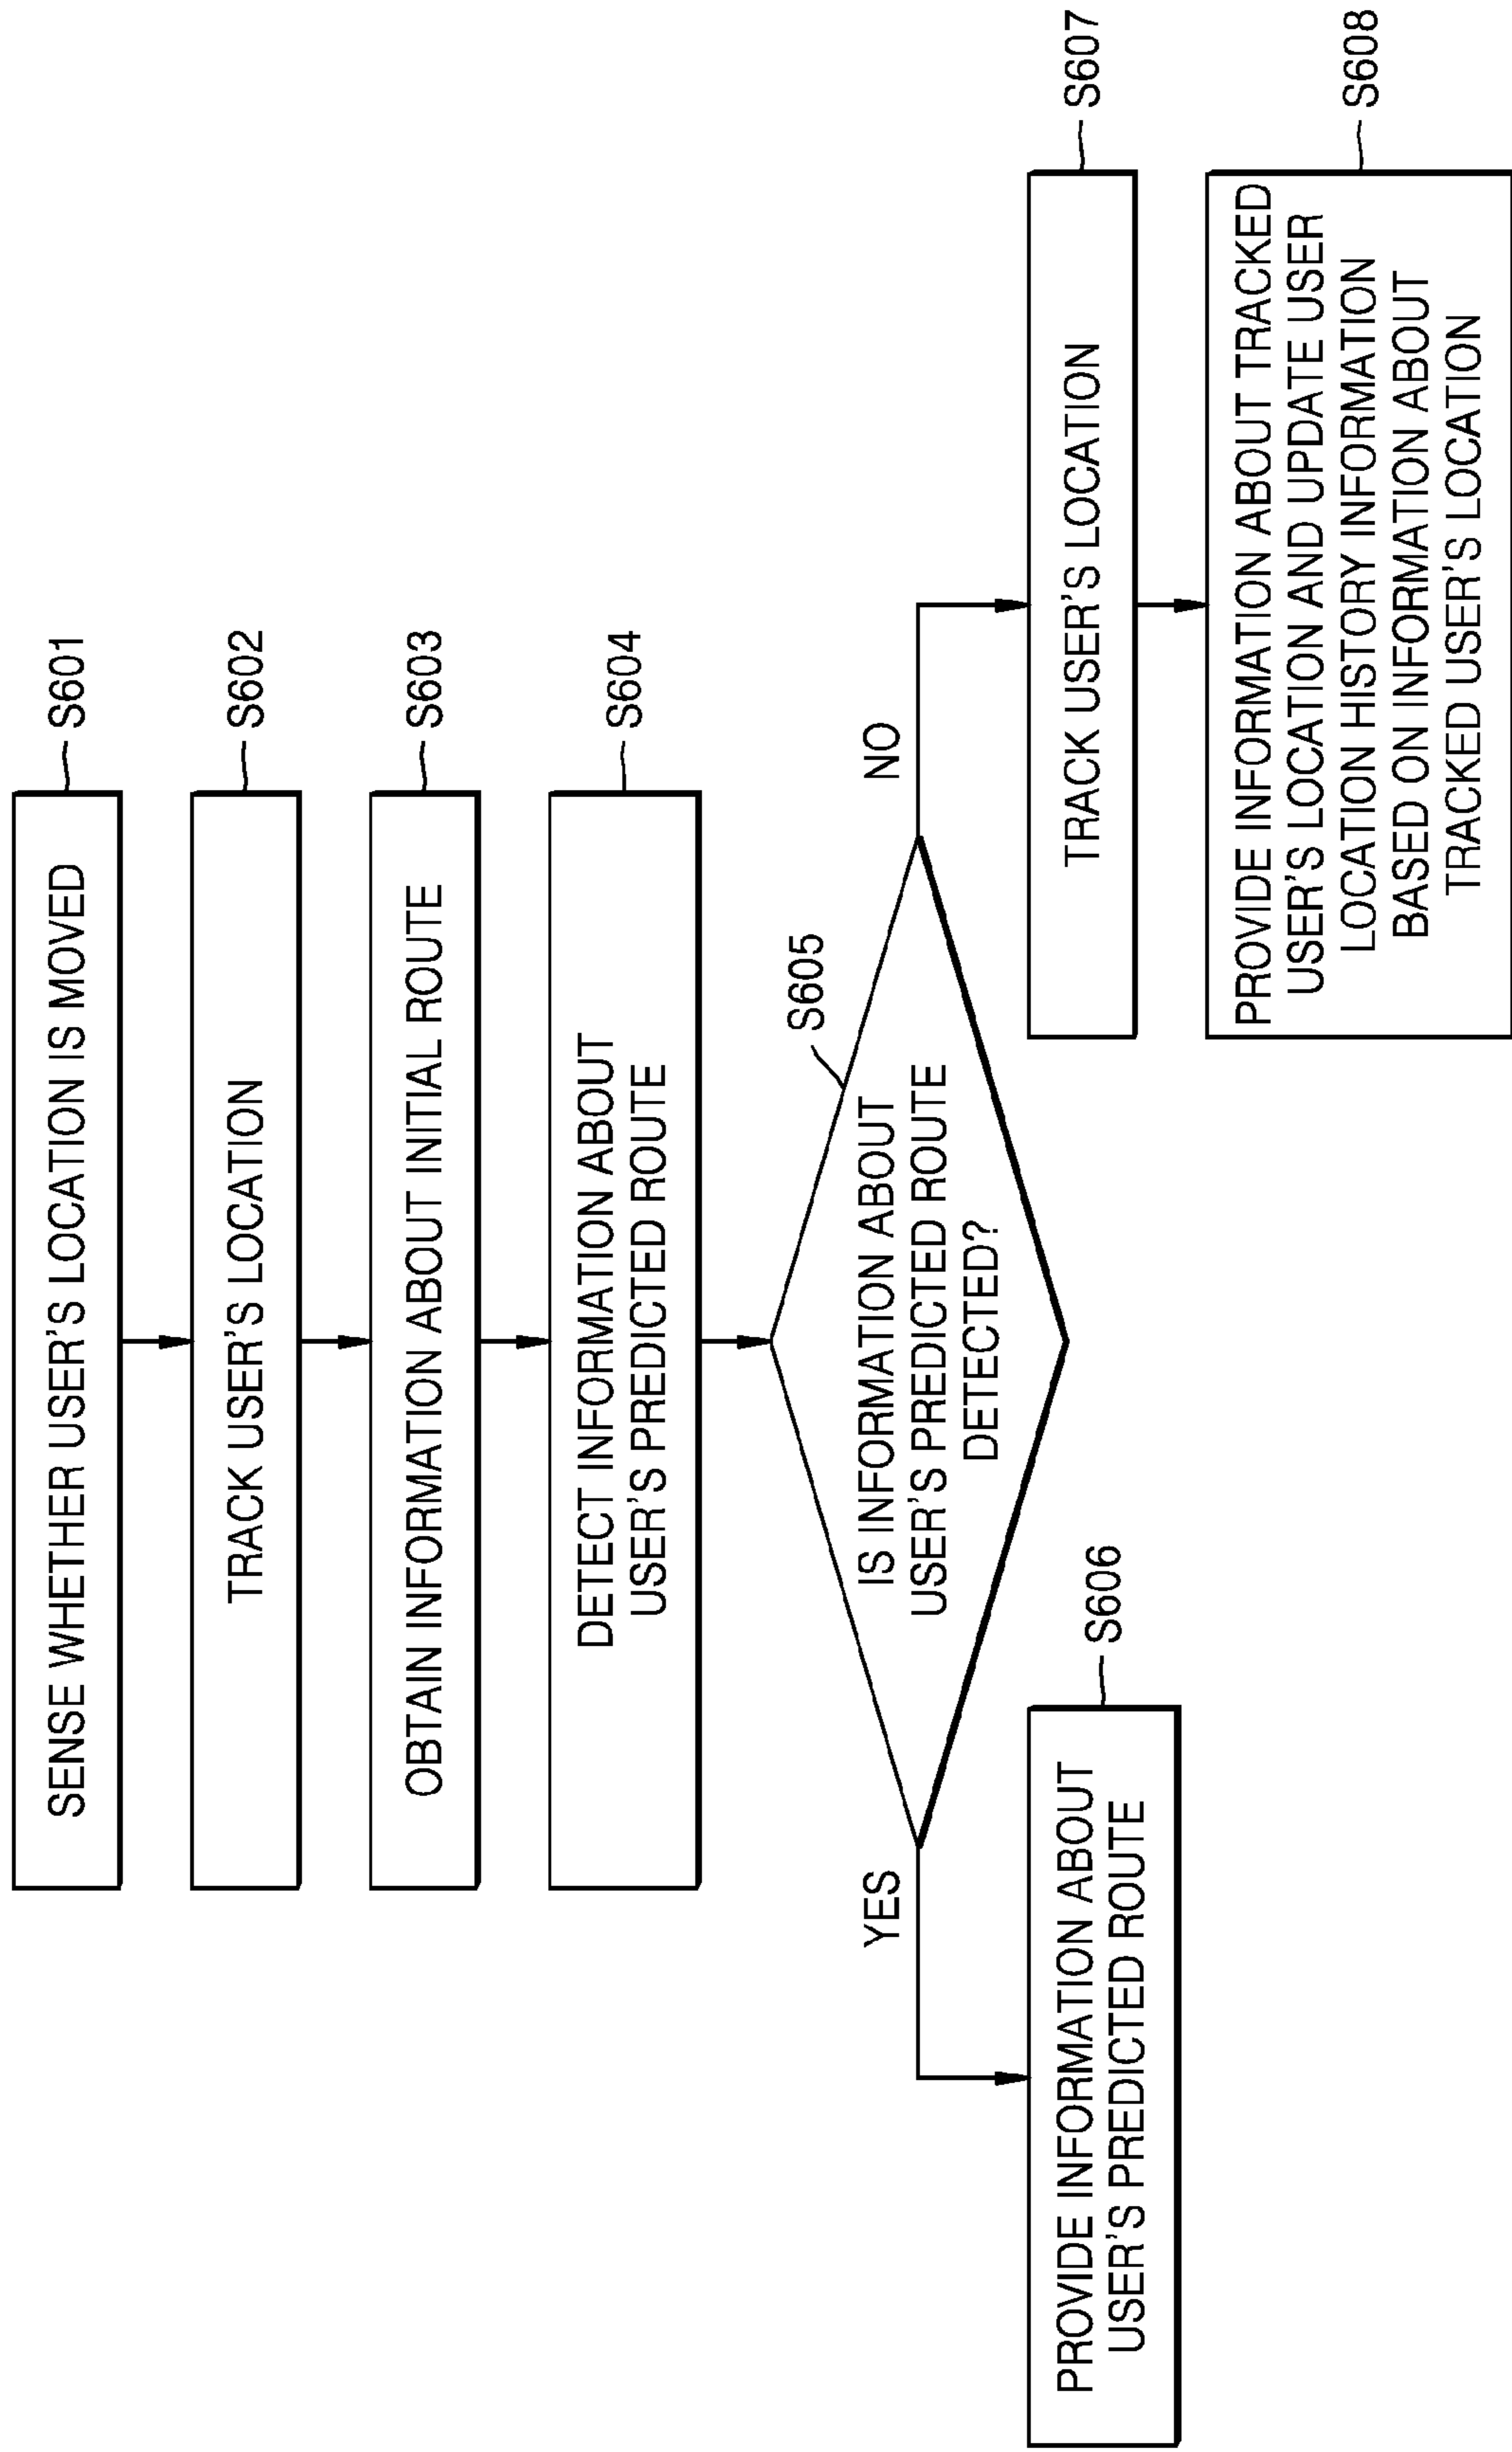 SENSE WHETHER USER'S LOCATION IS MOVED
S601
TRACK USER'S LOCATION
S602
OBTAIN INFORMATION ABOUT INITIAL ROUTE
S603
DETECT INFORMATION ABOUT
USER'S PREDICTED ROUTE
S604
S605
IS INFORMATION ABOUT
USER'S PREDICTED ROUTE
DETECTED?
YES
NO
PROVIDE INFORMATION ABOUT
USER'S PREDICTED ROUTE
S606
TRACK USER'S LOCATION
S607
PROVIDE INFORMATION ABOUT TRACKED
USER'S LOCATION AND UPDATE USER
LOCATION HISTORY INFORMATION
BASED ON INFORMATION ABOUT
TRACKED USER'S LOCATION
S608